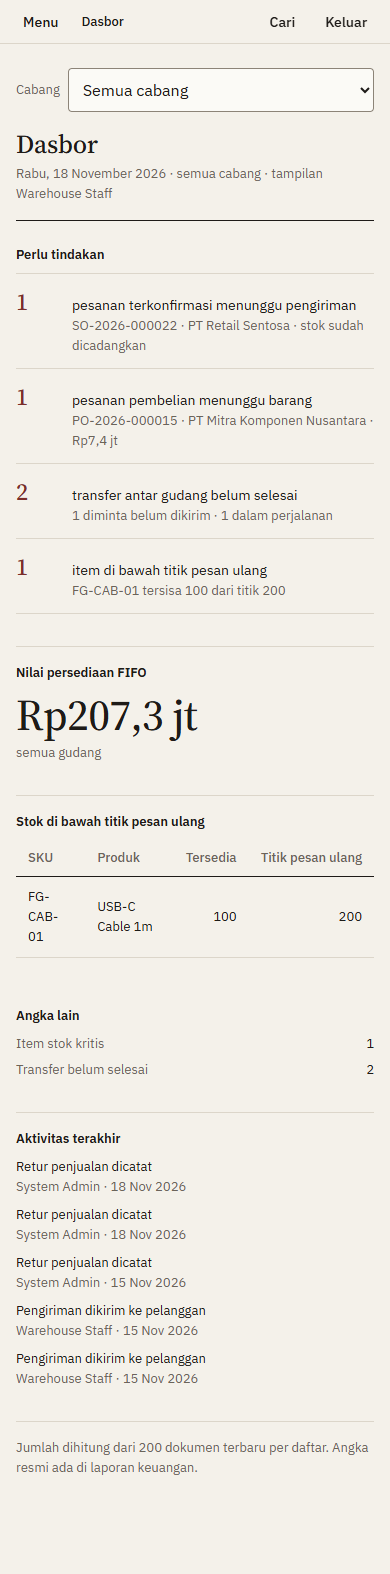 Menu Dasbor Cari Keluar
Cabang Semua cabang
Dasbor
Rabu, 18 November 2026 · semua cabang · tampilan
Warehouse Staff
Perlu tindakan
1 pesanan terkonfirmasi menunggu pengiriman
SO-2026-000022 · PT Retail Sentosa · stok sudah
dicadangkan
1 pesanan pembelian menunggu barang
PO-2026-000015 · PT Mitra Komponen Nusantara ·
Rp7,4 jt
2 transfer antar gudang belum selesai
1 diminta belum dikirim · 1 dalam perjalanan
1 item di bawah titik pesan ulang
FG-CAB-01 tersisa 100 dari titik 200
Nilai persediaan FIFO
Rp207,3 jt
semua gudang
Stok di bawah titik pesan ulang
SKU Produk Tersedia Titik pesan ulang
FG-
CAB-
01
USB-C
Cable 1m
100 200
Angka lain
Item stok kritis 1
Transfer belum selesai 2
Aktivitas terakhir
Retur penjualan dicatat
System Admin · 18 Nov 2026
Retur penjualan dicatat
System Admin · 18 Nov 2026
Retur penjualan dicatat
System Admin · 15 Nov 2026
Pengiriman dikirim ke pelanggan
Warehouse Staff · 15 Nov 2026
Pengiriman dikirim ke pelanggan
Warehouse Staff · 15 Nov 2026
Jumlah dihitung dari 200 dokumen terbaru per daftar. Angka
resmi ada di laporan keuangan.